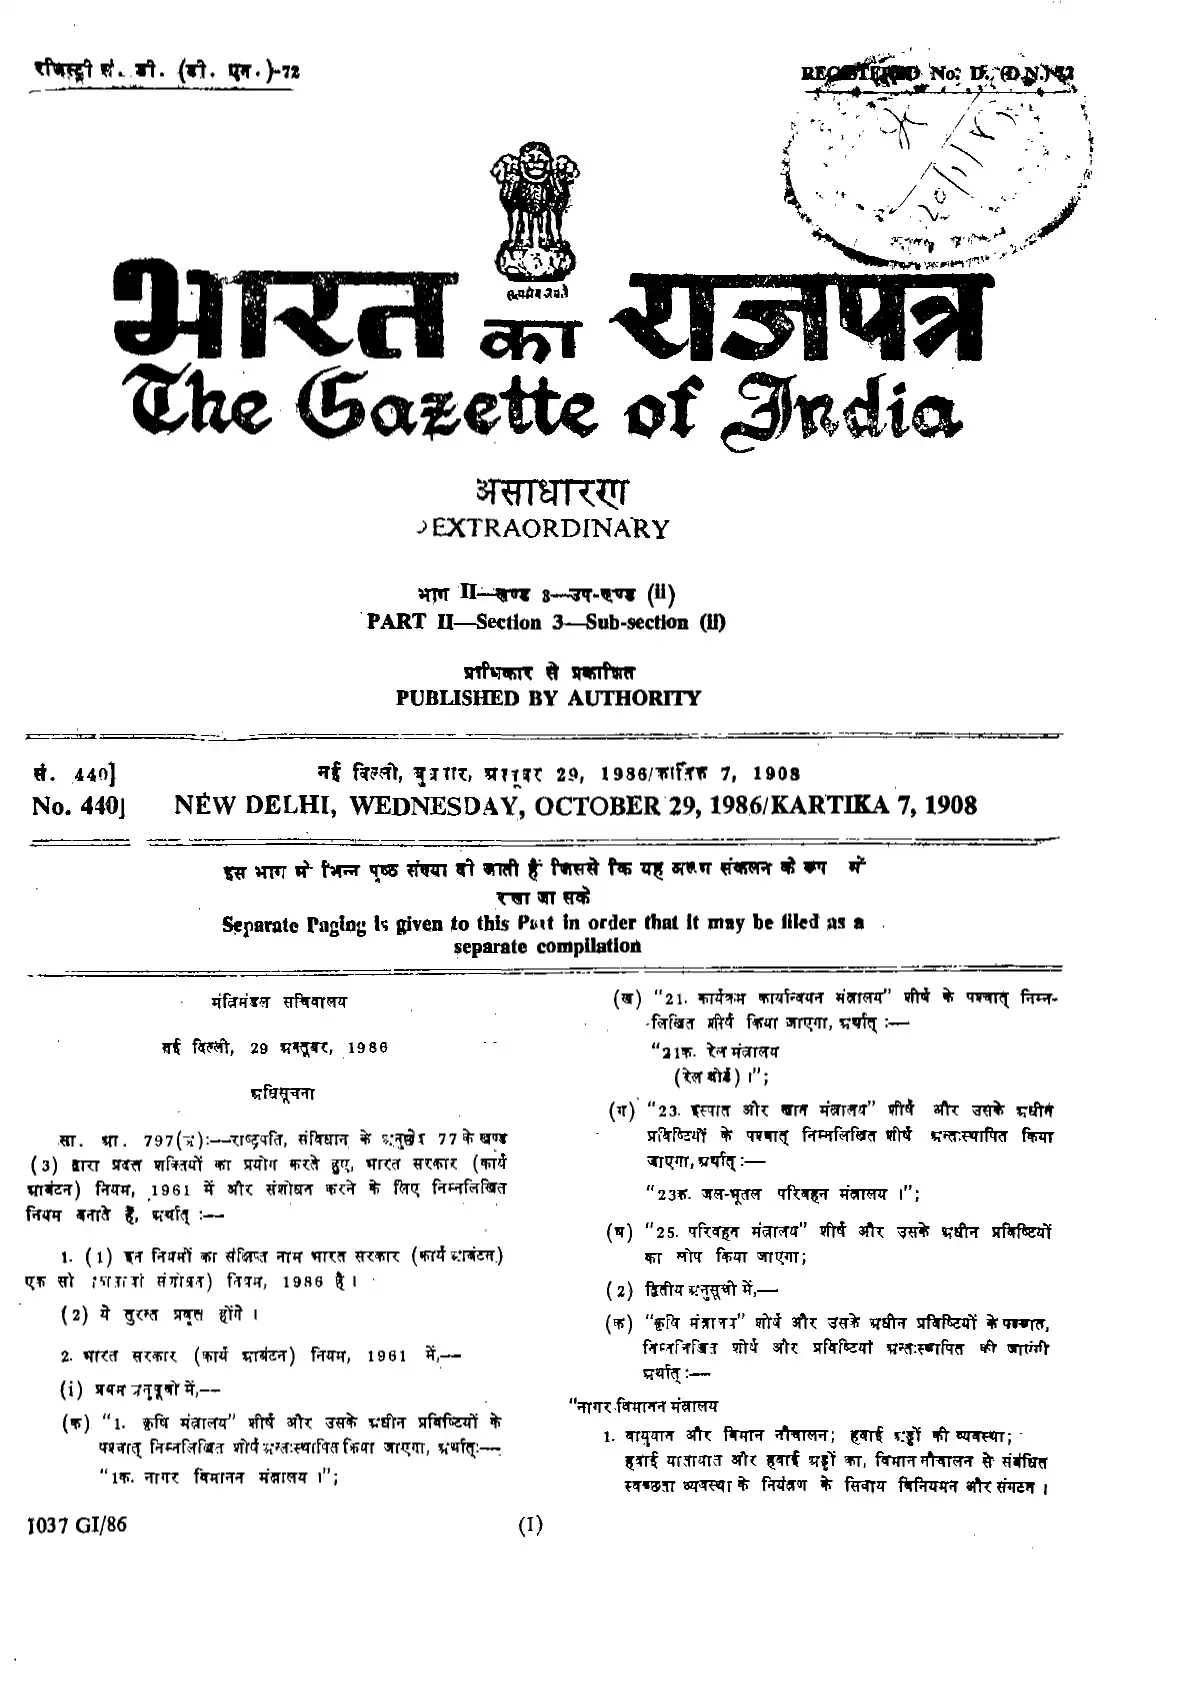 रजिस्ट्री सं. डी. (डी. एन.)-72
REGISTERED No. D. (D.N.)-72
सत्यमेव जयते
भारत का राजपत्र
The Gazette of India
असाधारण
EXTRAORDINARY
भाग II—खण्ड 3—उप-खण्ड (ii)
PART II—Section 3—Sub-section (ii)
प्राधिकार से प्रकाशित
PUBLISHED BY AUTHORITY
सं. 440]
नई दिल्ली, बुधवार, अक्तूबर 29, 1986/कार्तिक 7, 1908
No. 440]
NEW DELHI, WEDNESDAY, OCTOBER 29, 1986/KARTIKA 7, 1908
इस भाग में भिन्न पृष्ठ संख्या दी जाती है जिससे कि यह अलग संकलन के रूप में
रखा जा सके
Separate Paging is given to this Part in order that it may be filed as a
separate compilation
मंत्रिमंडल सचिवालय
नई दिल्ली, 29 अक्तूबर, 1986
अधिसूचना
सा. आ. 797(अ):—राष्ट्रपति, संविधान के अनुछेद 77 के खण्ड
(3) द्वारा प्रदत्त शक्तियों का प्रयोग करते हुए, भारत सरकार (कार्य
आबंटन) नियम, 1961 में और संशोधन करने के लिए निम्नलिखित
नियम बनाते हैं, अर्थात् :—
1. (1) इन नियमों का संक्षिप्त नाम भारत सरकार (कार्य आबंटन)
एक सौ संशोधन) नियम, 1986 है।
(2) ये तुरन्त प्रवृत्त होंगे।
2. भारत सरकार (कार्य आबंटन) नियम, 1961 में,—
(i) प्रथम अनुसूची में,—
(क) "1. कृषि मंत्रालय" शीर्ष और उसके अधीन प्रविष्टियों के
पश्चात् निम्नलिखित शीर्ष अन्तःस्थापित किया जाएगा, अर्थात्:—
"1क. नागर विमानन मंत्रालय।";
(ख) "21. कार्यक्रम कार्यान्वयन मंत्रालय" शीर्ष के पश्चात् निम्न-
लिखित शीर्ष किया जाएगा, अर्थात् :—
"21क. रेल मंत्रालय
(रेल बोर्ड)।";
(ग) "23. इस्पात और खान मंत्रालय" शीर्ष और उसके अधीन
प्रविष्टियों के पश्चात् निम्नलिखित शीर्ष अन्तःस्थापित किया
जाएगा, अर्थात् :—
"23क. जल-भूतल परिवहन मंत्रालय।";
(घ) "25. परिवहन मंत्रालय" शीर्ष और उसके अधीन प्रविष्टियों
का लोप किया जाएगा;
(2) द्वितीय अनुसूची में,—
(क) "कृषि मंत्रालय" शीर्ष और उसके अधीन प्रविष्टियों के पश्चात,
निम्नलिखित शीर्ष और प्रविष्टियां अन्तःस्थापित की जाएंगी
अर्थात् :—
"नागर विमानन मंत्रालय
1. वायुयान और विमान नौचालन; हवाई अड्डों की व्यवस्था;
हवाई यातायात और हवाई अड्डों का, विमान नौचालन से संबंधित
स्वच्छता व्यवस्था के नियंत्रण के सिवाय विनियमन और संगठन।
1037 GI/86
(1)